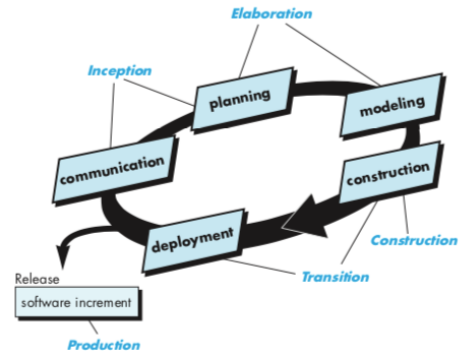 Elaboration
Inception
planning
modeling
communication
construction
deployment
Construction
Transition
Release
software increment
Production